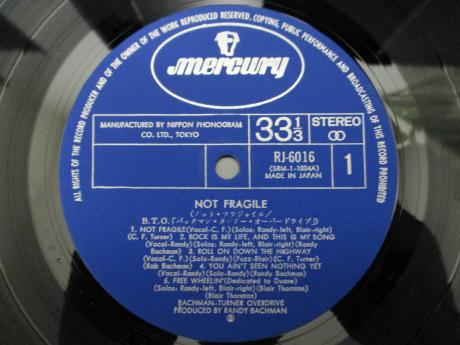 ALL RIGHTS OF THE RECORD PRODUCER AND OF THE OWNER OF THE WORK REPRODUCED RESERVED. COPYING, PUBLIC PERFORMANCE AND BROADCASTING OF THIS RECORD PROHIBITED
mercury
MANUFACTURED BY NIPPON PHONOGRAM
CO. LTD., TOKYO
33 1/3
STEREO
RJ-6016
(SRM-1-1004A)
MADE IN JAPAN
1
NOT FRAGILE
(ノット・フラジャイル/
B.T.O.[バックマン・ターナー・オーバードライヴ])
1. NOT FRAGILE(Vocal-C. F.)(Solos: Randy-left, Blair-right)
(C. F. Turner) 2. ROCK IS MY LIFE, AND THIS IS MY SONG
(Vocal-Randy)(Solos: Randy-left, Blair-right)(Randy
Bachman) 3. ROLL ON DOWN THE HIGHWAY
(Vocal-C. F.)(Solo-Randy)(Fuzz-Blair)(C. F. Turner)
(Rob Bachman) 4. YOU AIN'T SEEN NOTHING YET
(Vocal-Randy)(Solo-Randy)(Randy Bachman)
5. FREE WHEELIN'(Dedicated to Duane)
(Solos: Randy-left, Blair-right)(Blair Thornton)
(Blair Thornton)
BACHMAN-TURNER OVERDRIVE
PRODUCED BY RANDY BACHMAN